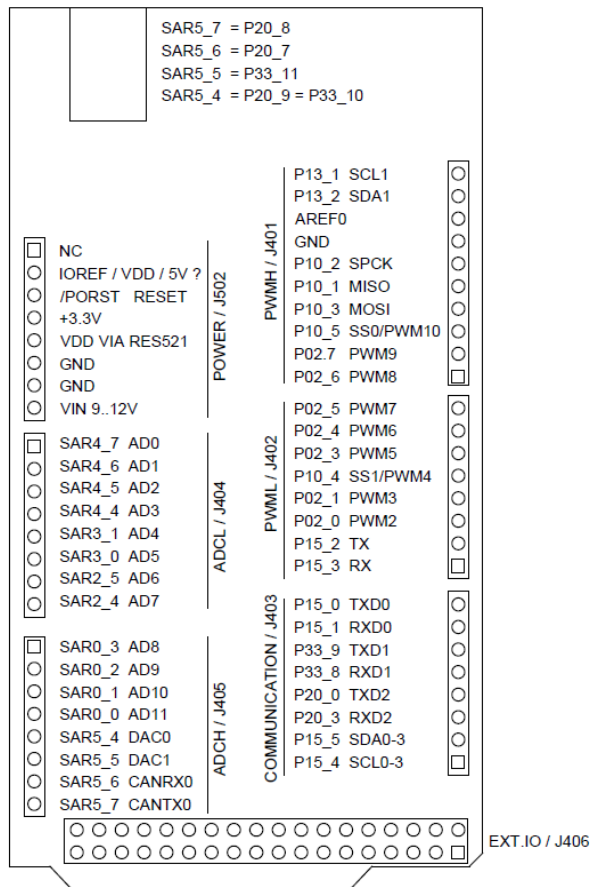 SAR5_7 = P20_8
SAR5_6 = P20_7
SAR5_5 = P33_11
SAR5_4 = P20_9 = P33_10
NC
IOREF / VDD / 5V ?
/PORST RESET
+3.3V
VDD VIA RES521
GND
GND
VIN 9..12V
POWER / J502
SAR4_7 AD0
SAR4_6 AD1
SAR4_5 AD2
SAR4_4 AD3
SAR3_1 AD4
SAR3_0 AD5
SAR2_5 AD6
SAR2_4 AD7
ADCL / J404
SAR0_3 AD8
SAR0_2 AD9
SAR0_1 AD10
SAR0_0 AD11
SAR5_4 DAC0
SAR5_5 DAC1
SAR5_6 CANRX0
SAR5_7 CANTX0
ADCH / J405
PWMH / J401
P13_1 SCL1
P13_2 SDA1
AREF0
GND
P10_2 SPCK
P10_1 MISO
P10_3 MOSI
P10_5 SS0/PWM10
P02.7 PWM9
P02_6 PWM8
PWML / J402
P02_5 PWM7
P02_4 PWM6
P02_3 PWM5
P10_4 SS1/PWM4
P02_1 PWM3
P02_0 PWM2
P15_2 TX
P15_3 RX
COMMUNICATION / J403
P15_0 TXD0
P15_1 RXD0
P33_9 TXD1
P33_8 RXD1
P20_0 TXD2
P20_3 RXD2
P15_5 SDA0-3
P15_4 SCL0-3
EXT.IO / J406